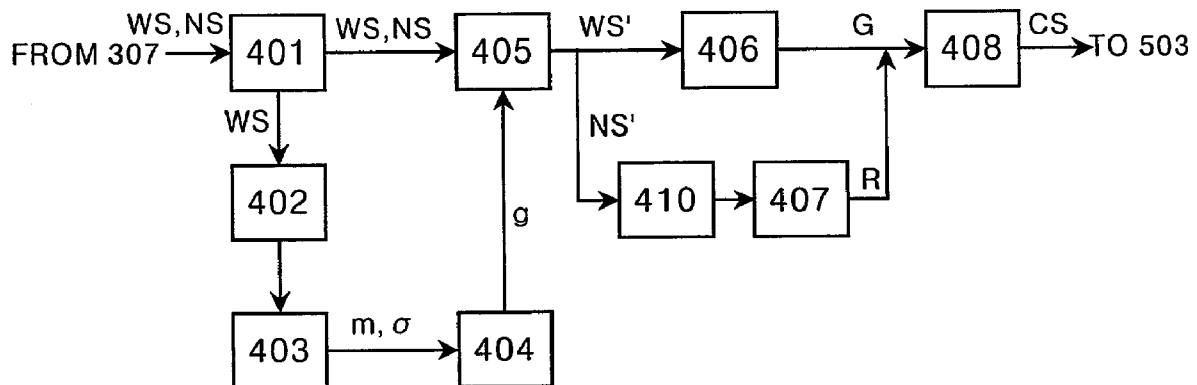 WS,NS
WS,NS
WS'
G
CS
FROM 307
401
405
406
408
TO 503
WS
NS'
402
g
410
407
R
403
m, σ
404